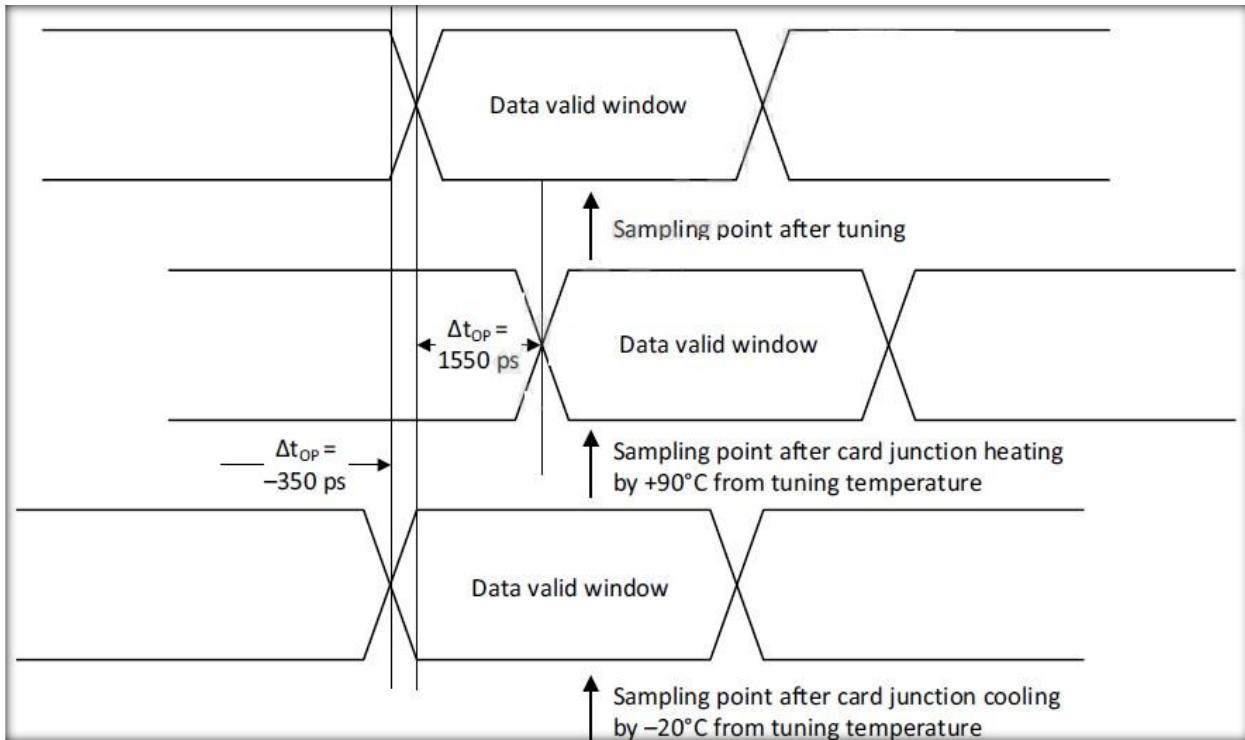 Data valid window
Sampling point after tuning
Δt_OP =
1550 ps
Data valid window
Δt_OP =
–350 ps
Sampling point after card junction heating
by +90°C from tuning temperature
Data valid window
Sampling point after card junction cooling
by –20°C from tuning temperature